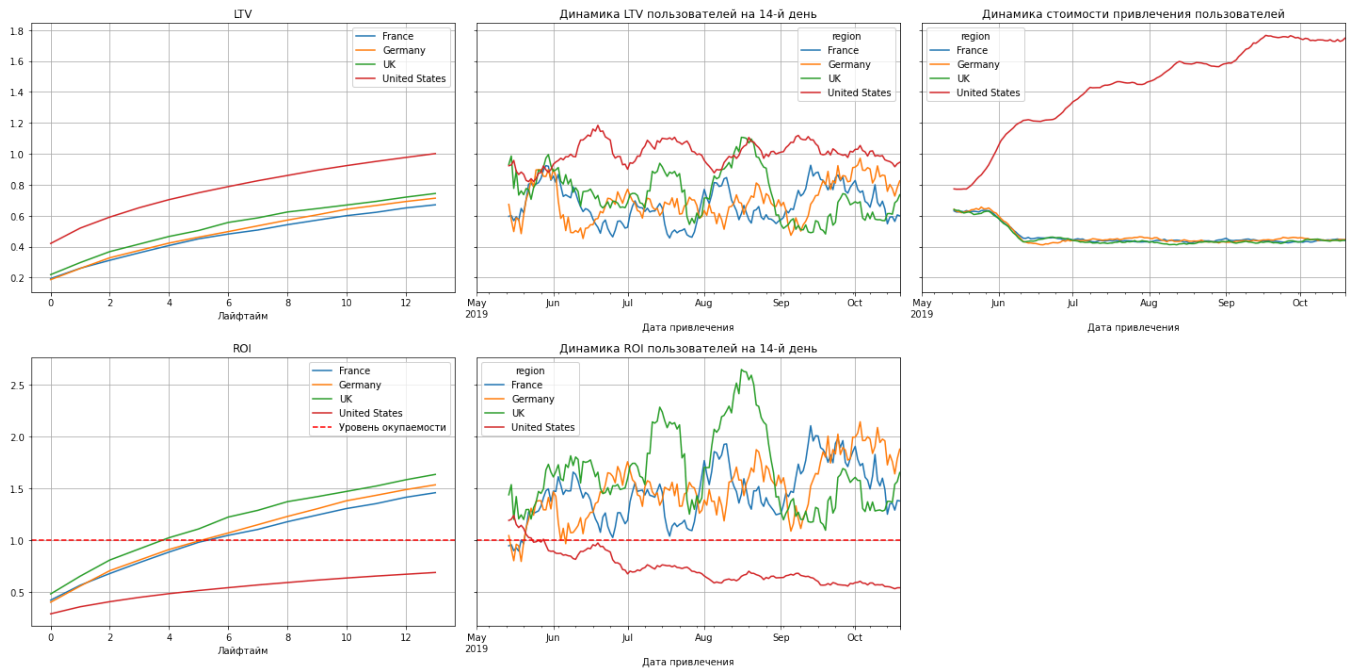 LTV
France
Germany
UK
United States
1.8
1.6
1.4
1.2
1.0
0.8
0.6
0.4
0.2
0 2 4 6 8 10 12
Лайфтайм
Динамика LTV пользователей на 14-й день
region
France
Germany
UK
United States
May Jun Jul Aug Sep Oct
2019
Дата привлечения
Динамика стоимости привлечения пользователей
region
France
Germany
UK
United States
May Jun Jul Aug Sep Oct
2019
Дата привлечения
ROI
France
Germany
UK
United States
Уровень окупаемости
2.5
2.0
1.5
1.0
0.5
0 2 4 6 8 10 12
Лайфтайм
Динамика ROI пользователей на 14-й день
region
France
Germany
UK
United States
May Jun Jul Aug Sep Oct
2019
Дата привлечения